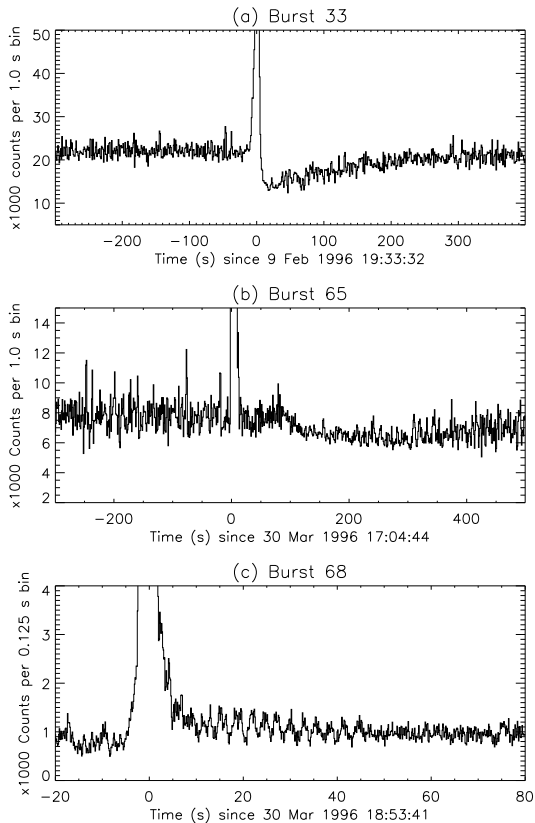 (a) Burst 33
x1000 counts per 1.0 s bin
50
40
30
20
10
-200 -100 0 100 200 300
Time (s) since 9 Feb 1996 19:33:32
(b) Burst 65
x1000 Counts per 1.0 s bin
14
12
10
8
6
4
2
-200 0 200 400
Time (s) since 30 Mar 1996 17:04:44
(c) Burst 68
x1000 Counts per 0.125 s bin
4
3
2
1
0
-20 0 20 40 60 80
Time (s) since 30 Mar 1996 18:53:41